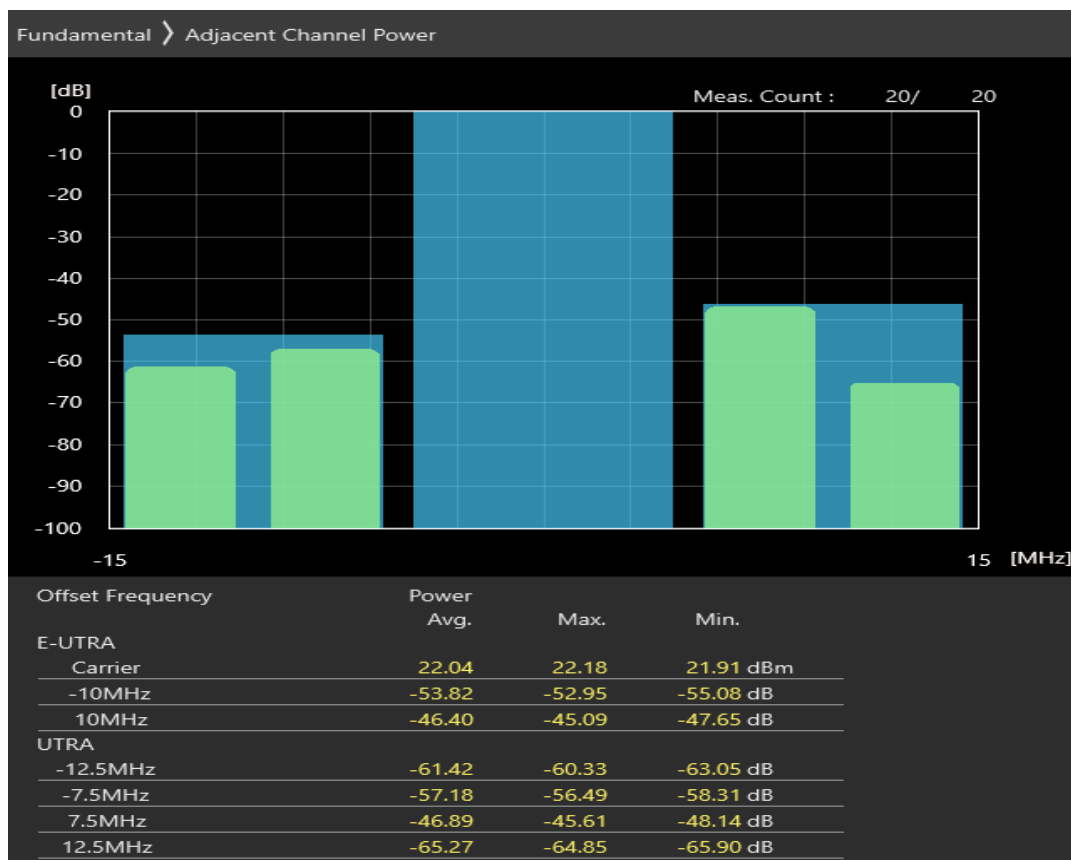 Fundamental ❯ Adjacent Channel Power
[dB]
Meas. Count : 20/ 20
0
-10
-20
-30
-40
-50
-60
-70
-80
-90
-100
-15 15 [MHz]
Offset Frequency Power
Avg. Max. Min.
E-UTRA
Carrier 22.04 22.18 21.91 dBm
-10MHz -53.82 -52.95 -55.08 dB
10MHz -46.40 -45.09 -47.65 dB
UTRA
-12.5MHz -61.42 -60.33 -63.05 dB
-7.5MHz -57.18 -56.49 -58.31 dB
7.5MHz -46.89 -45.61 -48.14 dB
12.5MHz -65.27 -64.85 -65.90 dB